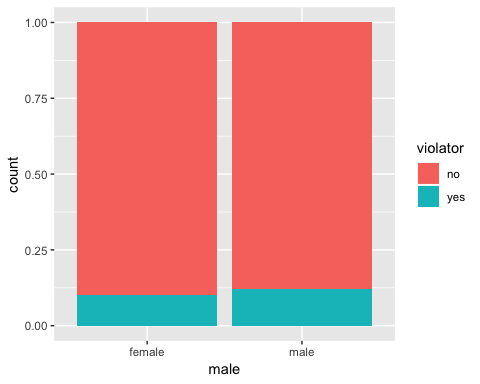 1.00
0.75
0.50
0.25
0.00
count
female male
male
violator
no
yes